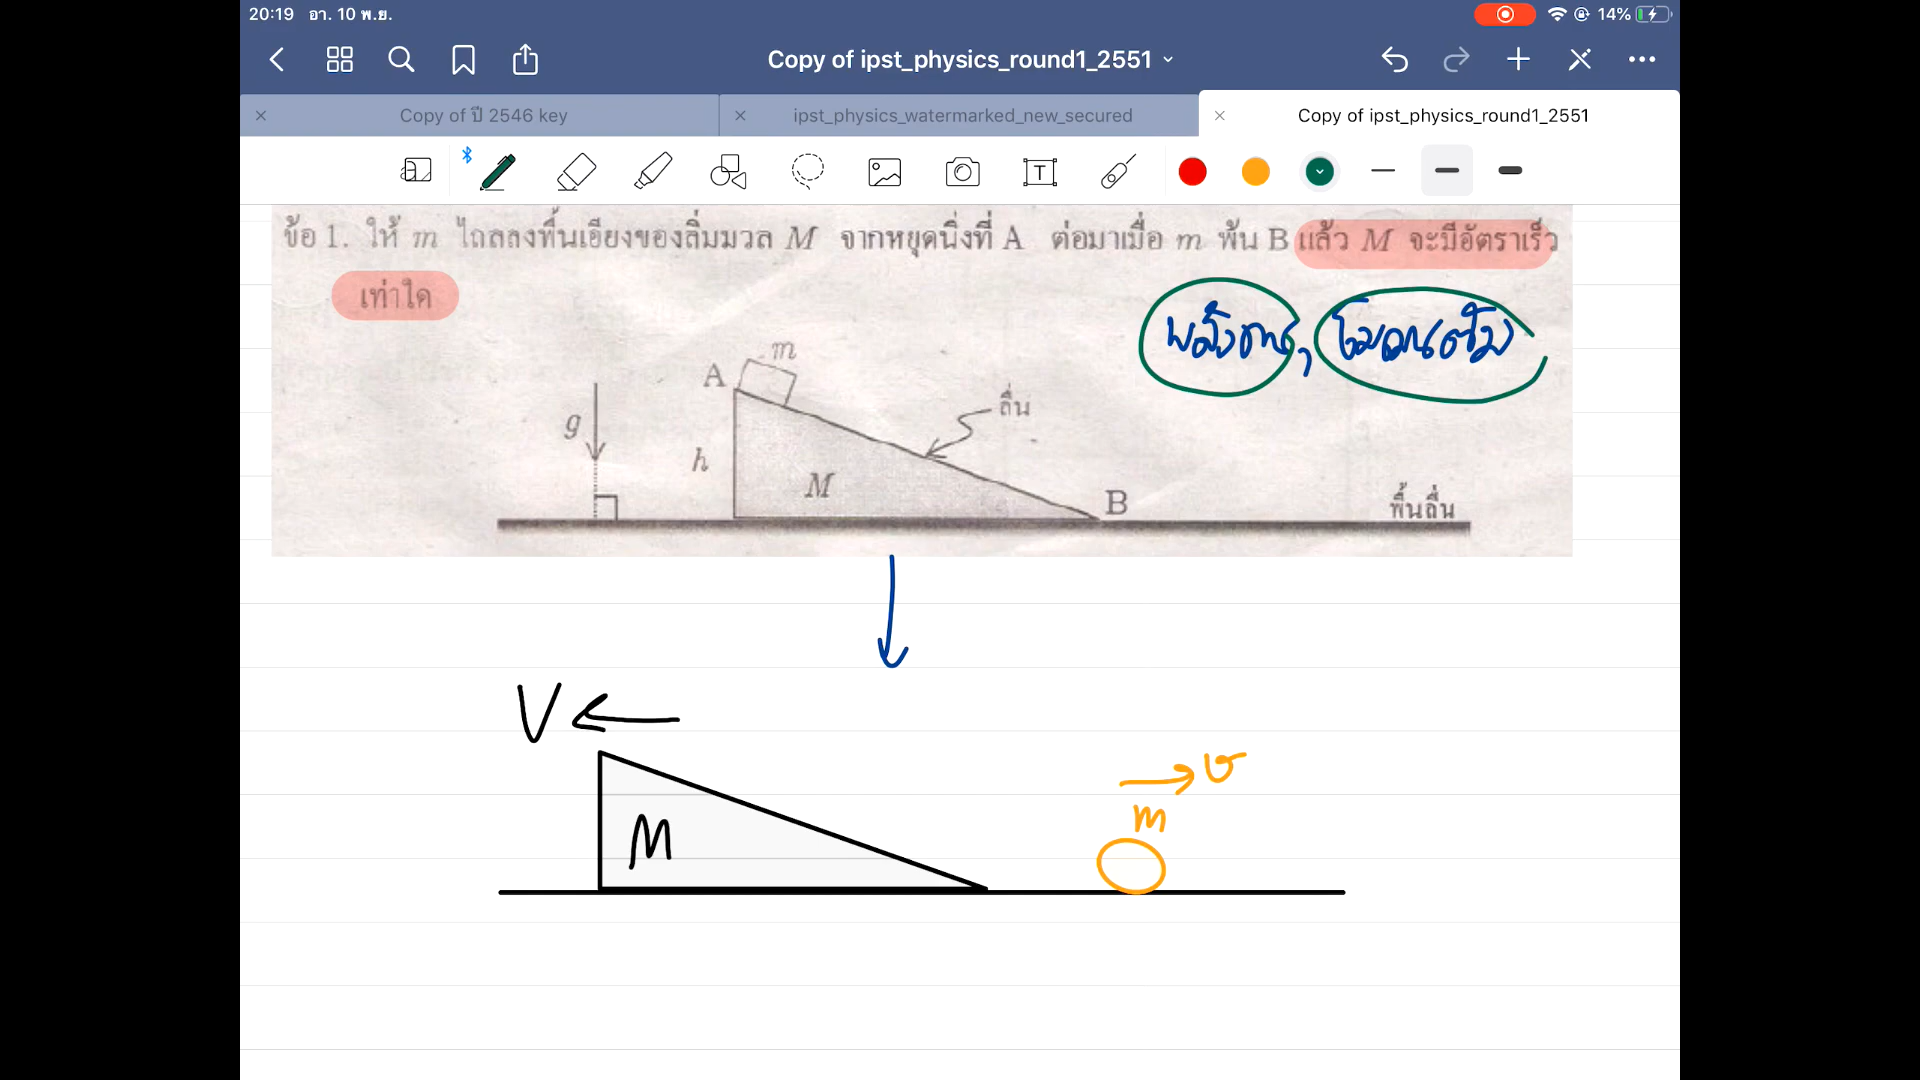 20:19 อา. 10 พ.ย.
14%
Copy of ipst_physics_round1_2551
Copy of ปี 2546 key
ipst_physics_watermarked_new_secured
Copy of ipst_physics_round1_2551
T
ข้อ 1. ให้ m ไถลลงพื้นเอียงของลิ่มมวล M จากหยุดนิ่งที่ A ต่อมาเมื่อ m พ้น B แล้ว M จะมีอัตราเร็ว
เท่าใด
พลังงาน, โมเมนตัม
m
A
ลื่น
g
h
M
B
พื้นลื่น
V
v
m
M